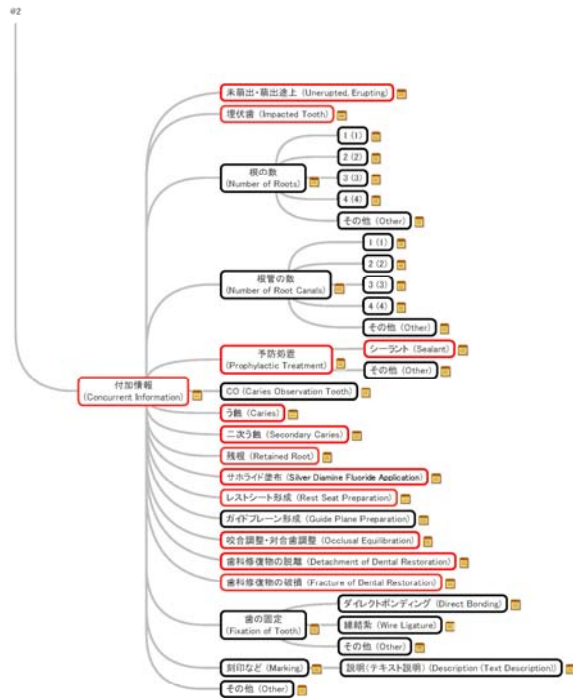 #2
未萌出・萌出途上 (Unerupted, Erupting)
埋伏歯 (Impacted Tooth)
根の数
(Number of Roots)
1 (1)
2 (2)
3 (3)
4 (4)
その他 (Other)
根管の数
(Number of Root Canals)
1 (1)
2 (2)
3 (3)
4 (4)
その他 (Other)
予防処置
(Prophylactic Treatment)
シーラント (Sealant)
その他 (Other)
付加情報
(Concurrent Information)
CO (Caries Observation Tooth)
う蝕 (Caries)
二次う蝕 (Secondary Caries)
残根 (Retained Root)
サホライド塗布 (Silver Diamine Fluoride Application)
レストシート形成 (Rest Seat Preparation)
ガイドプレーン形成 (Guide Plane Preparation)
咬合調整・対合歯調整 (Occlusal Equilibration)
歯科修復物の脱離 (Detachment of Dental Restoration)
歯科修復物の破損 (Fracture of Dental Restoration)
歯の固定
(Fixation of Tooth)
ダイレクトボンディング (Direct Bonding)
線結紮 (Wire Ligature)
その他 (Other)
刻印など (Marking)
説明(テキスト説明) (Description (Text Description))
その他 (Other)